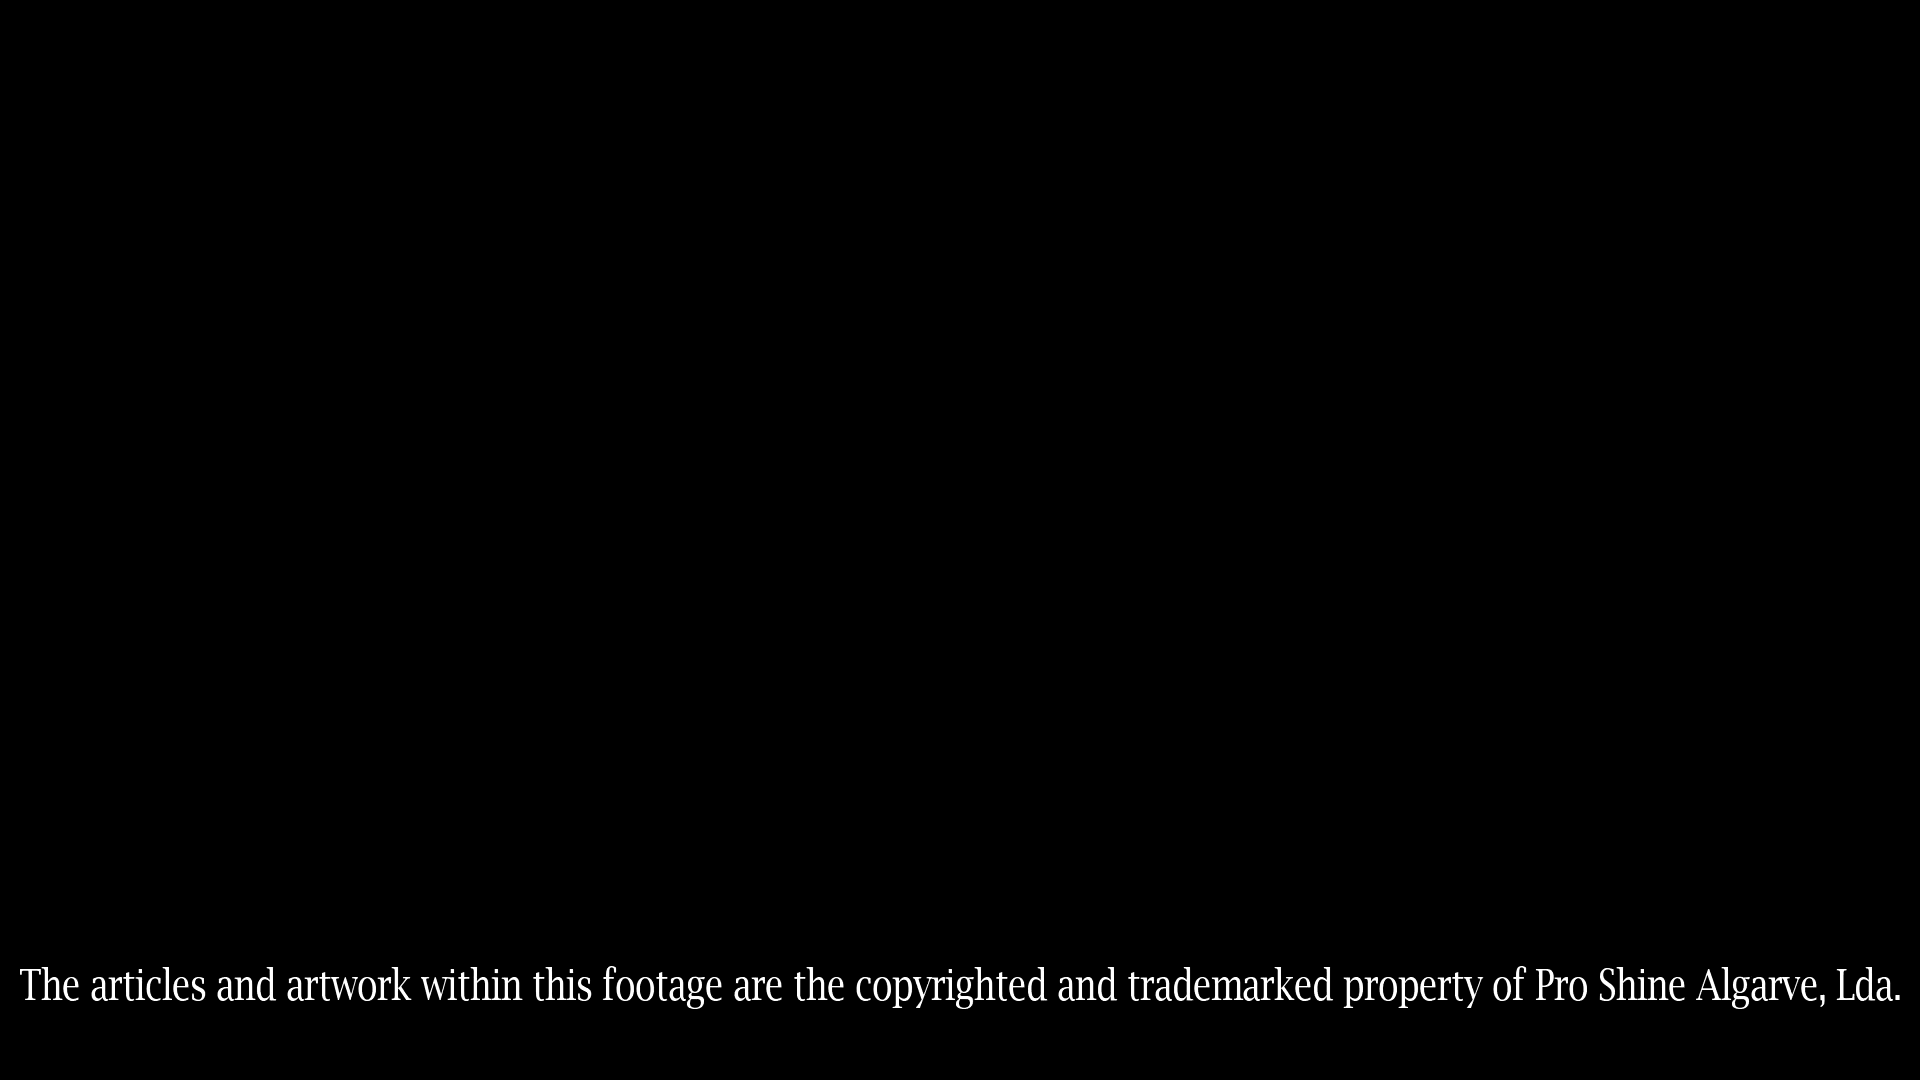 The articles and artwork within this footage are the copyrighted and trademarked property of Pro Shine Algarve, Lda.